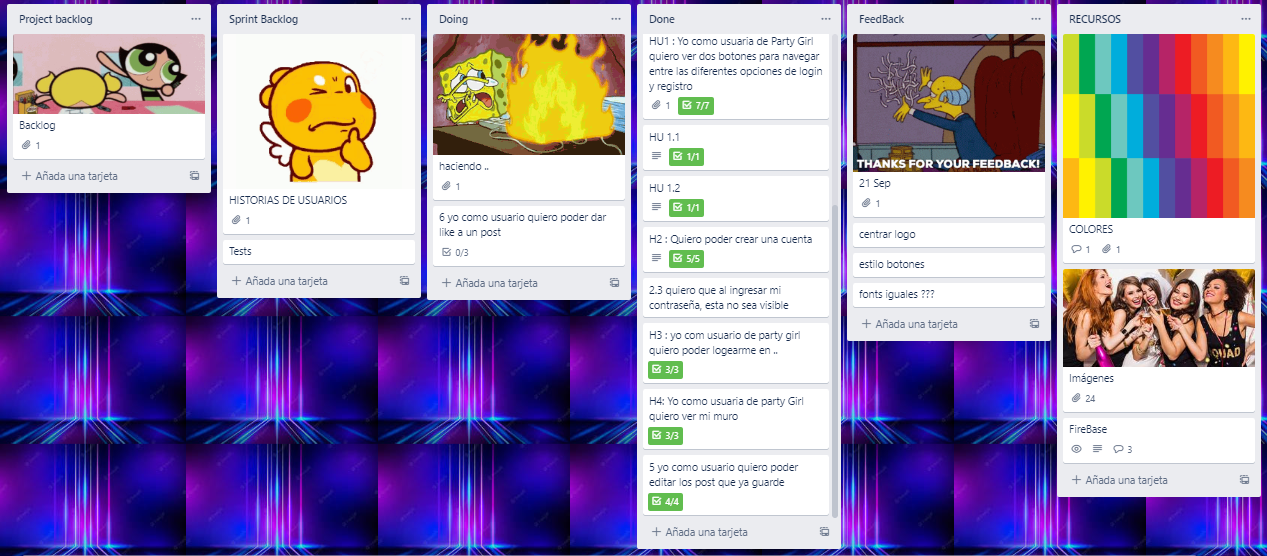 Project backlog
Backlog
1
Añada una tarjeta
Sprint Backlog
HISTORIAS DE USUARIOS
1
Tests
Añada una tarjeta
Doing
haciendo ..
1
6 yo como usuario quiero poder dar
like a un post
0/3
Añada una tarjeta
Done
HU1 : Yo como usuaria de Party Girl
quiero ver dos botones para navegar
entre las diferentes opciones de login
y registro
1 7/7
HU 1.1
1/1
HU 1.2
1/1
H2 : Quiero poder crear una cuenta
5/5
2.3 quiero que al ingresar mi
contraseña, esta no sea visible
H3 : yo com usuario de party girl
quiero poder logearme en ..
3/3
H4: Yo como usuaria de party Girl
quiero ver mi muro
3/3
5 yo como usuario quiero poder
editar los post que ya guarde
4/4
Añada una tarjeta
FeedBack
THANKS FOR YOUR FEEDBACK!
21 Sep
1
centrar logo
estilo botones
fonts iguales ???
Añada una tarjeta
RECURSOS
COLORES
1 1
SQUAD
Imágenes
24
FireBase
3
Añada una tarjeta